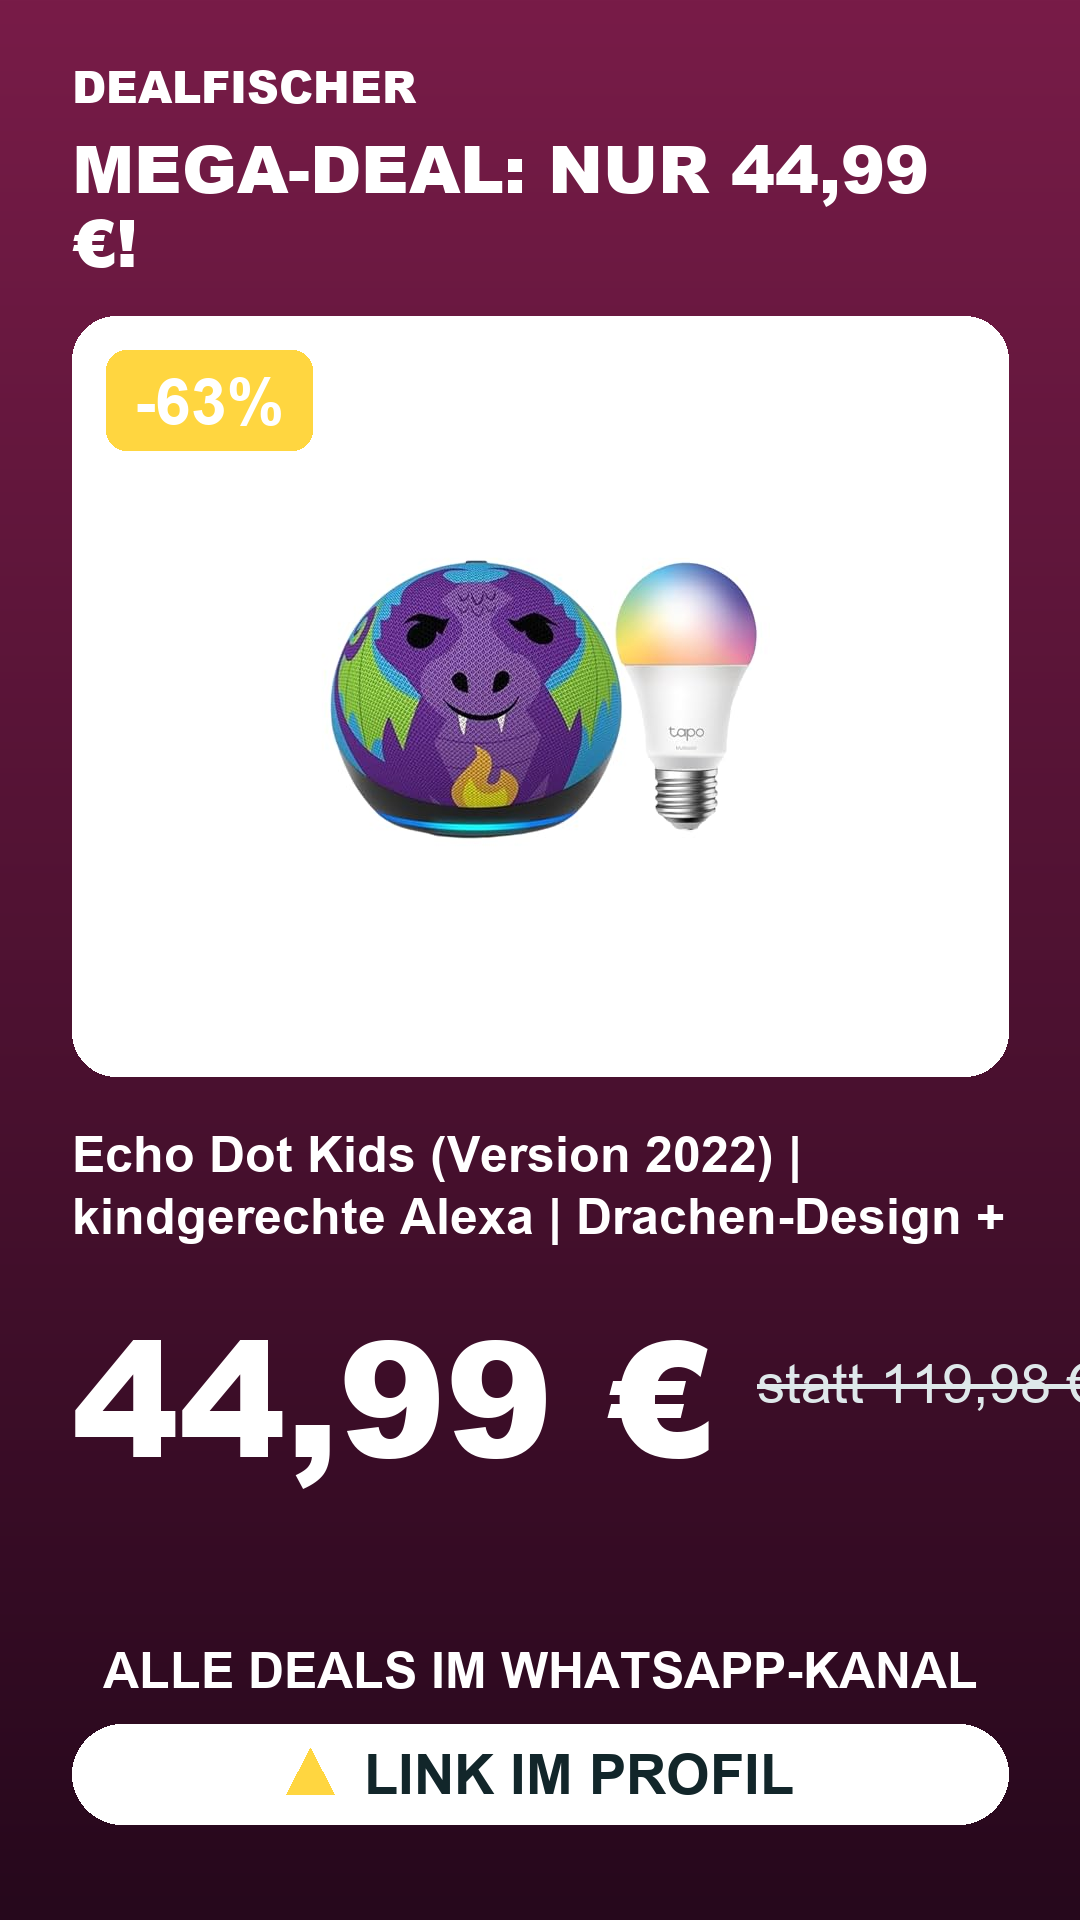 DEALFISCHER
MEGA-DEAL: NUR 44,99
€!
-63%
tapo
Echo Dot Kids (Version 2022) |
kindgerechte Alexa | Drachen-Design +
44,99 €
statt 119,98 €
ALLE DEALS IM WHATSAPP-KANAL
LINK IM PROFIL